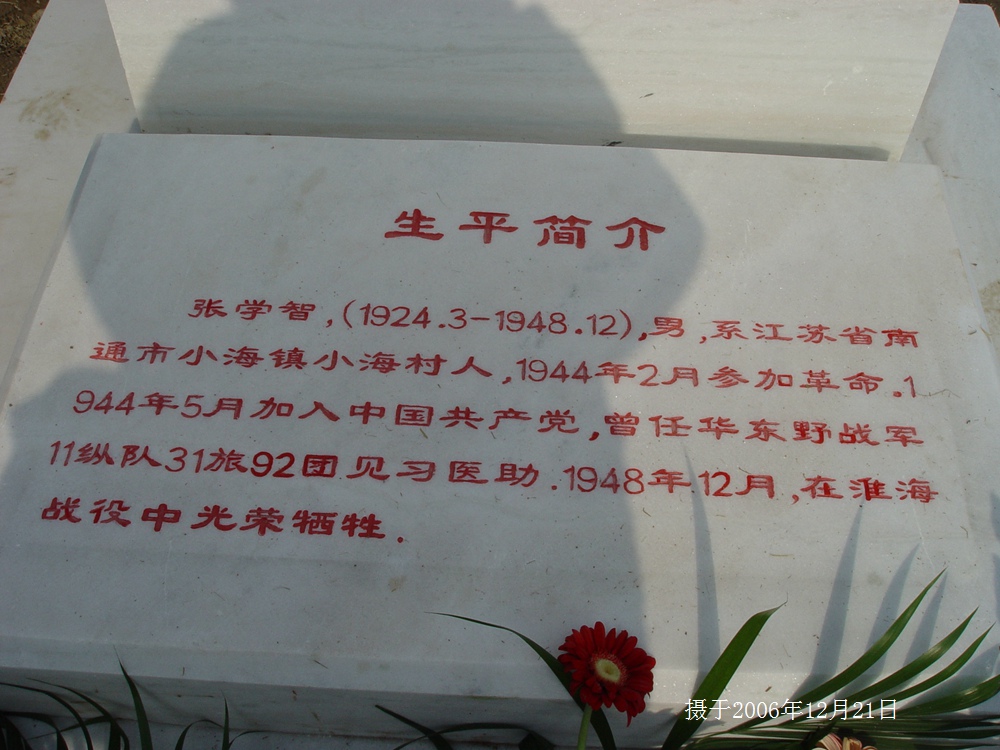 生平简介
张学智,(1924.3-1948.12),男,系江苏省南
通市小海镇小海村人,1944年2月参加革命.1
944年5月加入中国共产党,曾任华东野战军
11纵队31旅92团见习医助.1948年12月,在淮海
战役中光荣牺牲.
摄于2006年12月21日